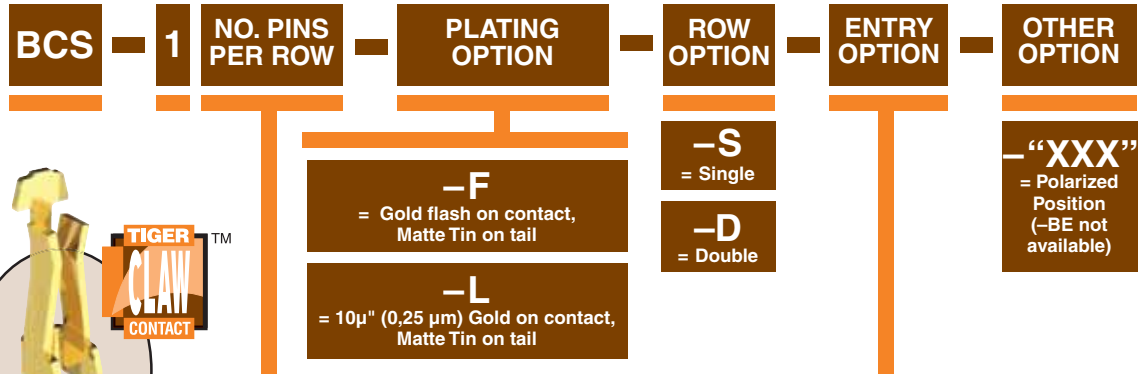 BCS
1
NO. PINS
PER ROW
PLATING
OPTION
ROW
OPTION
ENTRY
OPTION
OTHER
OPTION
–F
= Gold flash on contact,
Matte Tin on tail
–L
= 10µ" (0,25 µm) Gold on contact,
Matte Tin on tail
–S
= Single
–D
= Double
–“XXX”
= Polarized
Position
(–BE not
available)
TIGER
CLAW
CONTACT
TM